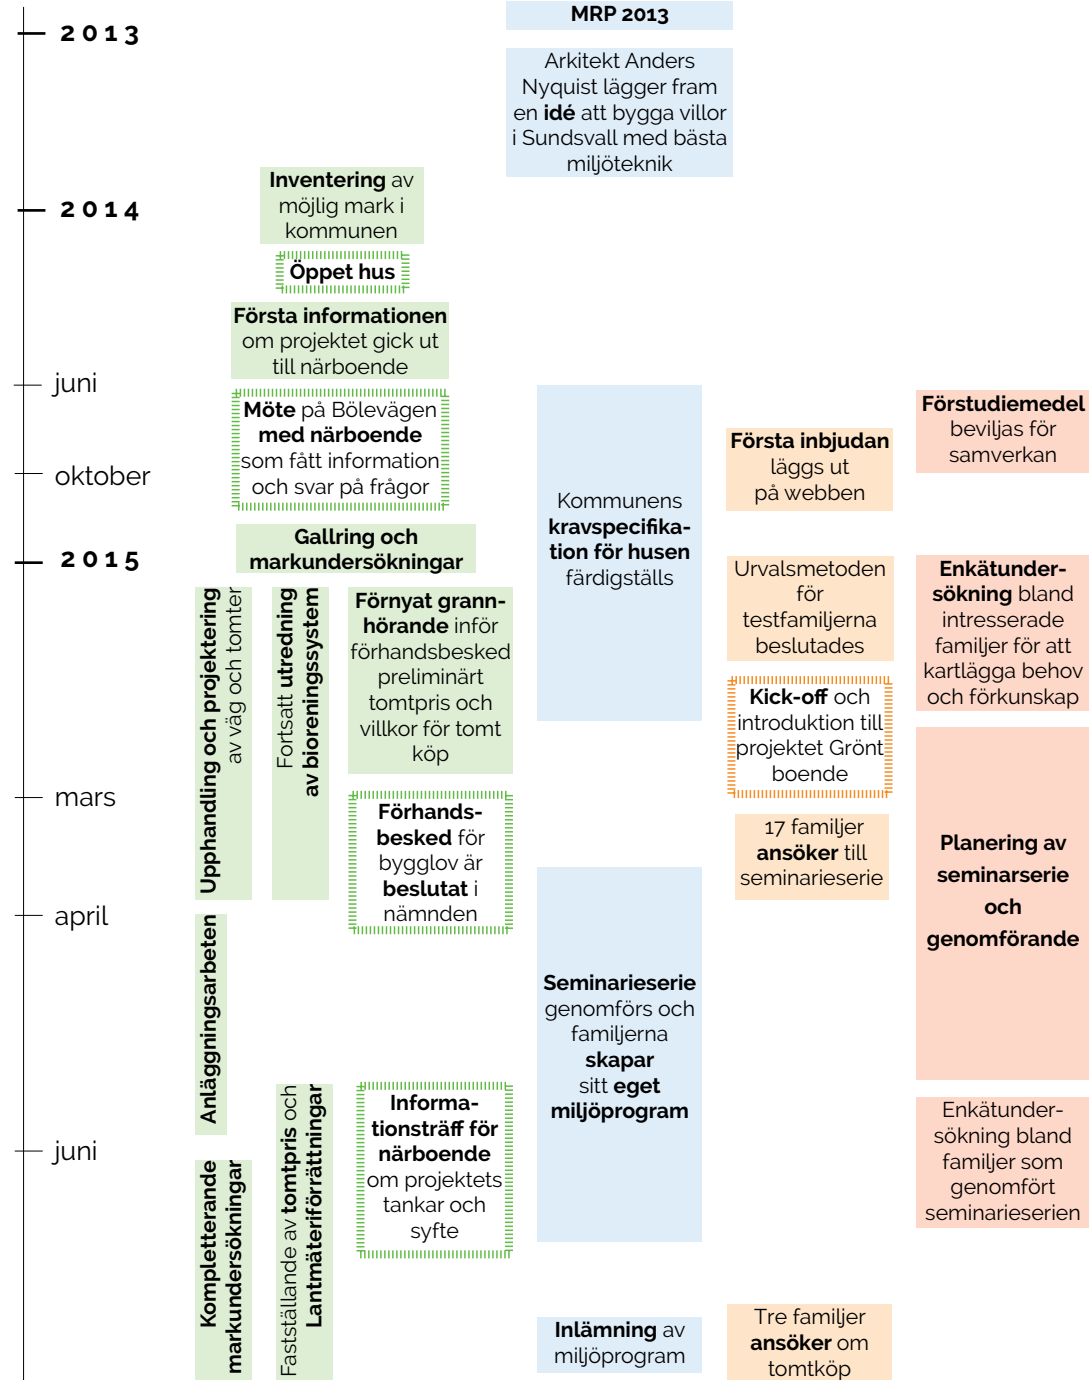 2013
MRP 2013
Arkitekt Anders
Nyquist lägger fram
en idé att bygga villor
i Sundsvall med bästa
miljöteknik
2014
Inventering av
möjlig mark i
kommunen
Öppet hus
Första informationen
om projektet gick ut
till närboende
juni
Möte på Bölevägen
med närboende
som fått information
och svar på frågor
oktober
Kommunens
kravspecifika-
tion för husen
färdigställs
Första inbjudan
läggs ut
på webben
Förstudiemedel
beviljas för
samverkan
Gallring och
markundersökningar
2015
Upphandling och projektering
av väg och tomter
Fortsatt utredning
av bioreningssystem
Förnyat grann-
hörande inför
förhandsbesked
preliminärt
tomtpris och
villkor för tomt
köp
Urvalsmetoden
för
testfamiljerna
beslutades
Enkätunder-
sökning bland
intresserade
familjer för att
kartlägga behov
och förkunskap
Kick-off och
introduktion till
projektet Grönt
boende
mars
Förhands-
besked för
bygglov är
beslutat i
nämnden
17 familjer
ansöker till
seminarieserie
Planering av
seminarserie
och
genomförande
april
Anläggningsarbeten
Seminarieserie
genomförs och
familjerna
skapar
sitt eget
miljöprogram
juni
Kompletterande
markundersökningar
Fastställande av tomtpris och
Lantmäteriförrättningar
Informa-
tionsträff för
närboende
om projektets
tankar och
syfte
Enkätunder-
sökning bland
familjer som
genomfört
seminarieserien
Inlämning av
miljöprogram
Tre familjer
ansöker om
tomtköp